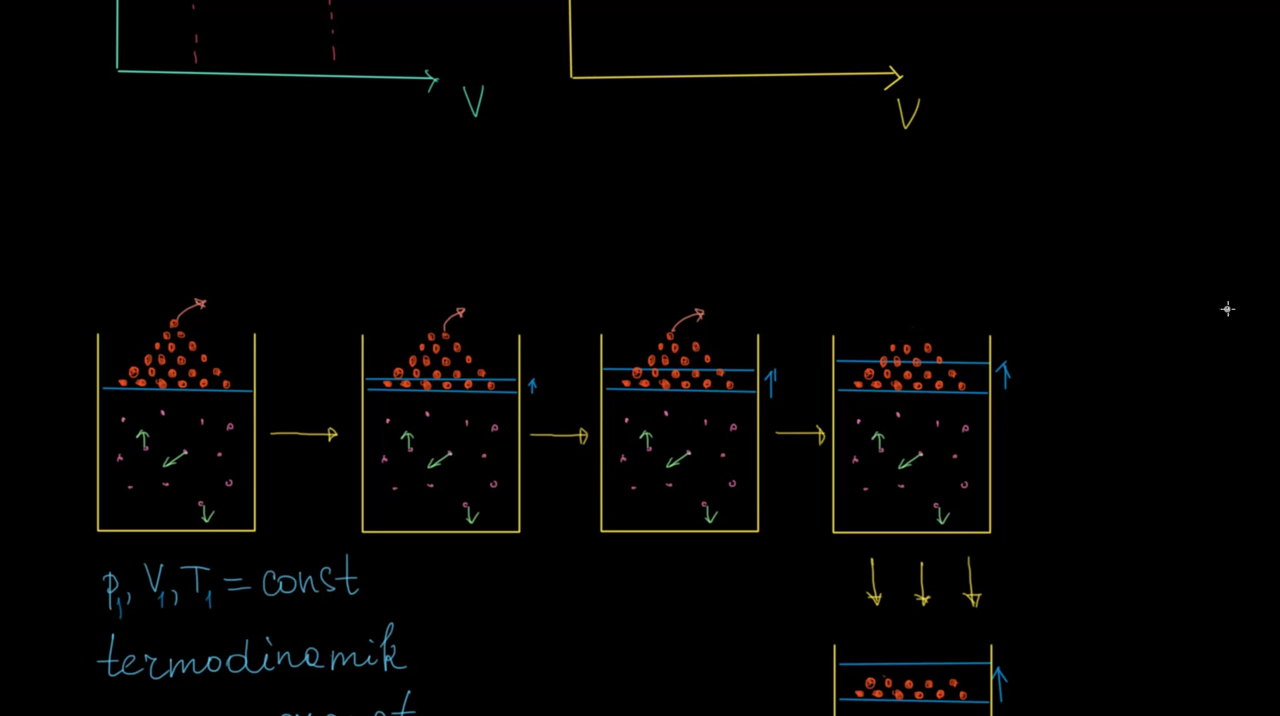 V
V
p₁, V₁, T₁ = const
termodinamik